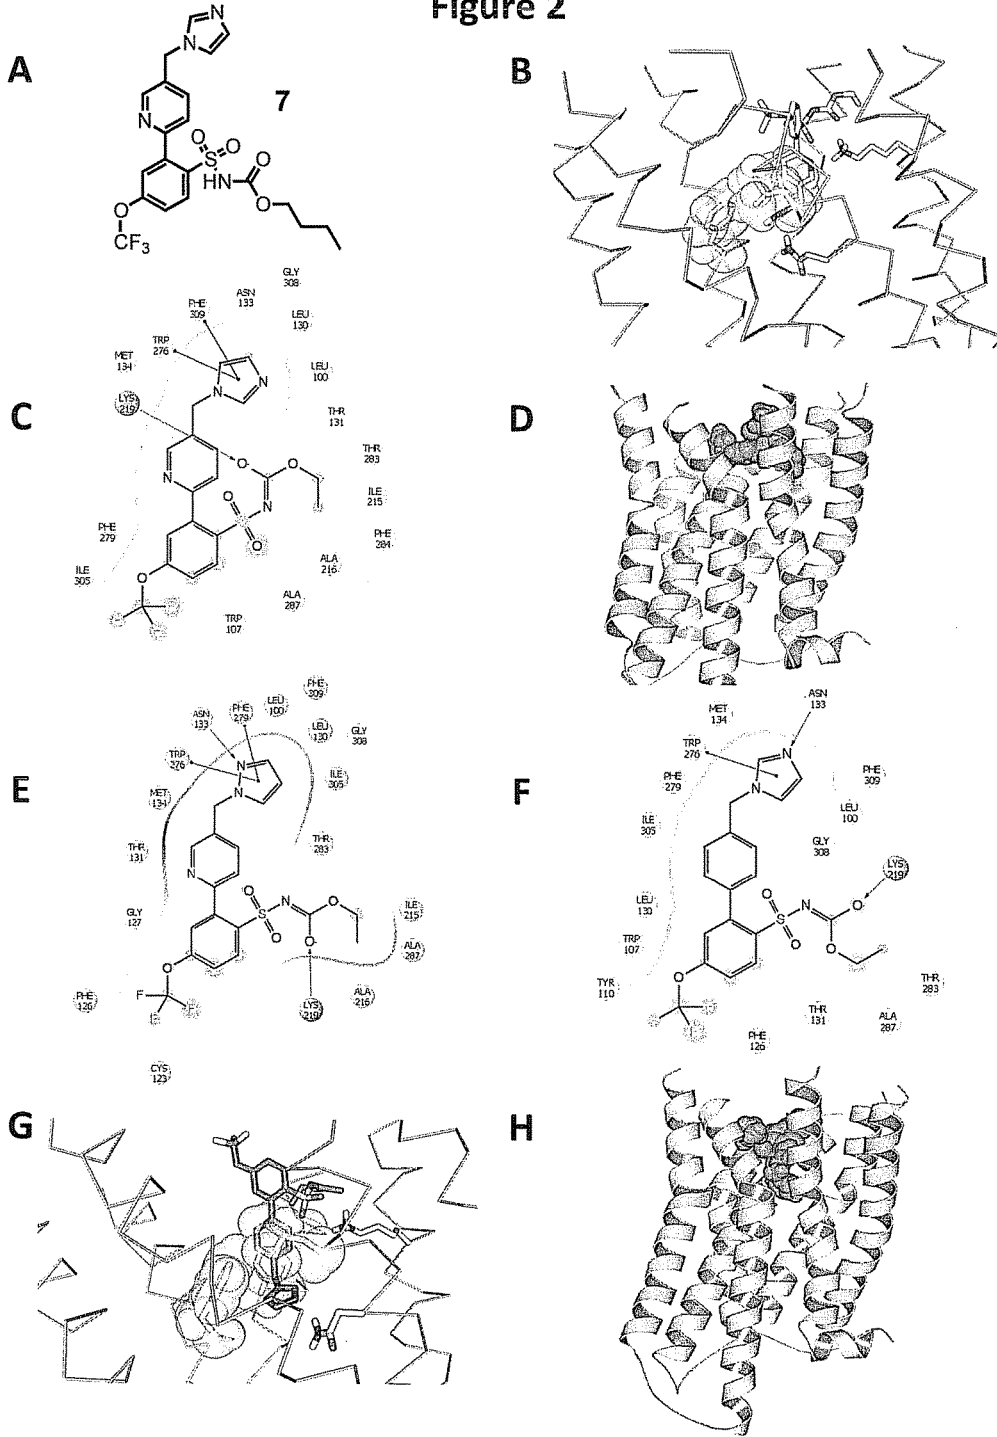 Figure 2
A
7
N
N
N
O
O
S
O
HN
O
O
CF3
B
C
GLY
308
ASN
133
PHE
309
LEU
130
TRP
276
MET
134
LEU
100
LYS
219
N
N
THR
131
O
O
THR
283
N
O
S
N
O
ILE
215
PHE
279
PHE
284
ILE
305
ALA
216
O
ALA
287
TRP
107
D
E
PHE
309
LEU
100
PHE
279
ASN
133
LEU
130
GLY
308
TRP
276
N
N
ILE
305
MET
134
THR
283
THR
131
N
O
S
N
O
O
O
GLY
127
ILE
215
ALA
287
O
F
F
F
PHE
126
LYS
219
ALA
216
CYS
123
F
ASN
133
MET
134
TRP
276
N
N
PHE
279
PHE
309
LEU
100
ILE
305
GLY
308
LYS
219
LEU
130
O
S
N
O
O
O
TRP
107
TYR
110
O
THR
283
THR
131
ALA
287
PHE
126
G
H